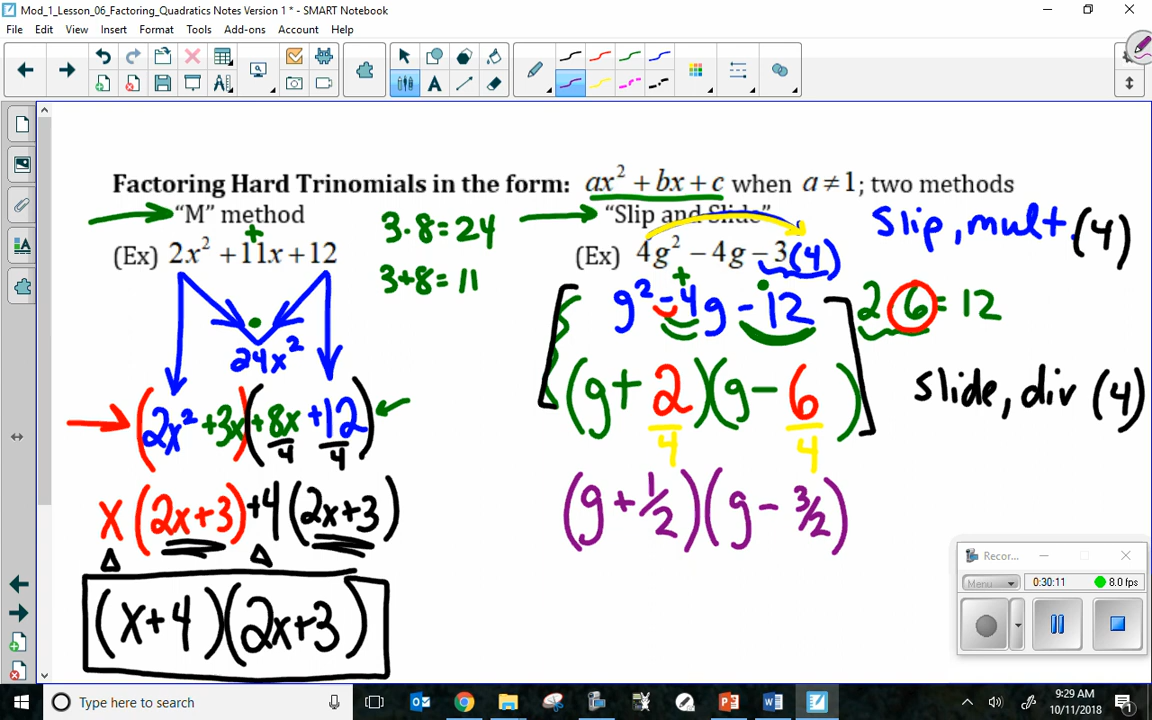 Mod_1_Lesson_06_Factoring_Quadratics Notes Version 1 * - SMART Notebook
File Edit View Insert Format Tools Add-ons Account Help
A
Factoring Hard Trinomials in the form: ax² + bx + c when a ≠ 1; two methods
"M" method
3·8=24
3+8=11
(Ex) 2x² + 11x + 12
+
24x²
(2x² +3x)(+8x +12)
4 4
x(2x+3)+4(2x+3)
(x+4)(2x+3)
"Slip and Slide"
slip, mult. (4)
(Ex) 4g² − 4g − 3(4)
+
g² − 4g − 12
2 6 = 12
(g + 2)(g − 6)
4 4
slide, div (4)
(g + 1/2)(g − 3/2)
Recor...
Menu 0:30:11 8.0 fps
Type here to search
9:29 AM
10/11/2018
1